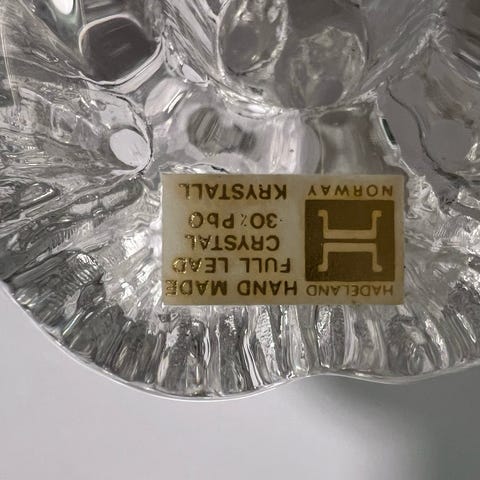 HADELAND
H
NORWAY
HAND MADE
FULL LEAD
CRYSTAL
30% PbO
KRYSTALL